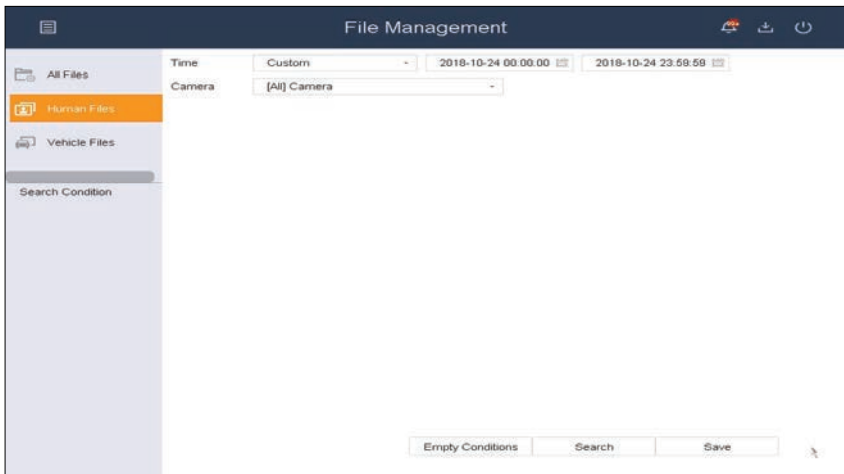 File Management
99+
All Files
Human Files
Vehicle Files
Search Condition
Time Custom 2018-10-24 00:00:00 2018-10-24 23:59:59
Camera [All] Camera
Empty Conditions Search Save